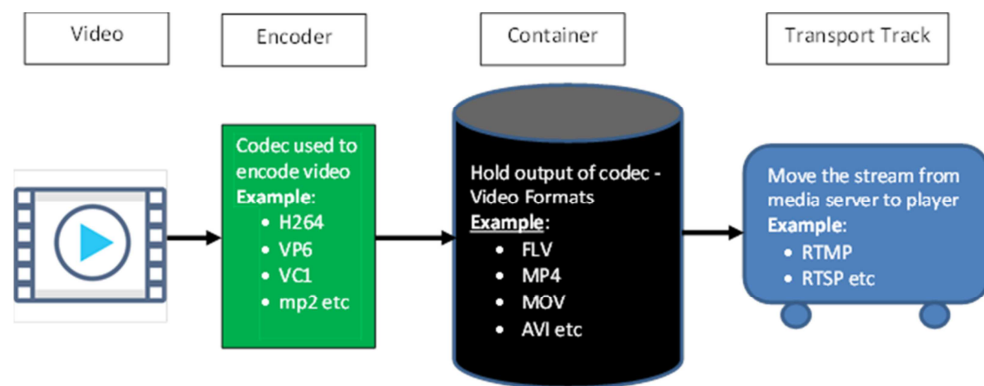 Video
Encoder
Container
Transport Track
Codec used to
encode video
Example:
• H264
• VP6
• VC1
• mp2 etc
Hold output of codec -
Video Formats
Example:
• FLV
• MP4
• MOV
• AVI etc
Move the stream from
media server to player
Example:
• RTMP
• RTSP etc